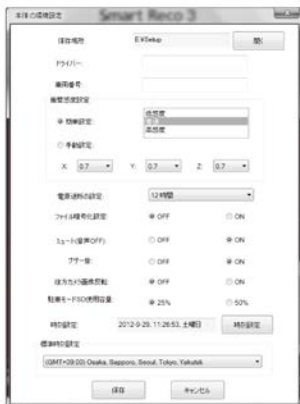 本体の環境設定
Smart Reco 3
保存場所 E:¥Setup 開く
ドライバー:
車両番号:
衝撃感度設定
簡単設定: 低感度
普通
高感度
手動設定:
X: 0.7 Y: 0.7 Z: 0.7
電源遮断の設定: 12時間
ファイル暗号化設定: OFF ON
ミュート(音声OFF): OFF ON
ブザー音: OFF ON
後方カメラ画像反転: OFF ON
駐車モードSD使用容量: 25% 50%
時刻設定: 2012-9-29, 11:26:53, 土曜日 時刻設定
標準時刻設定
(GMT+09:00) Osaka, Sapporo, Seoul, Tokyo, Yakutsk
保存 キャンセル